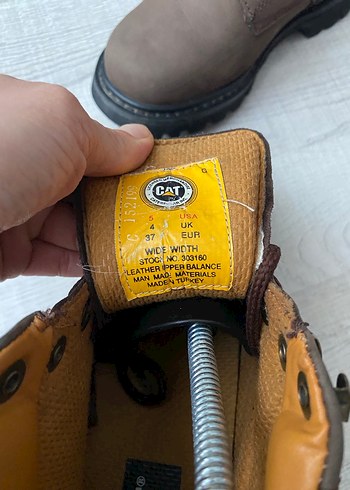 CAT
5 USA
4 UK
37 EUR
WIDE WIDTH
STOCK NO. 303160
LEATHER UPPER BALANCE
MAN MAD. MATERIALS
MADE IN TURKEY